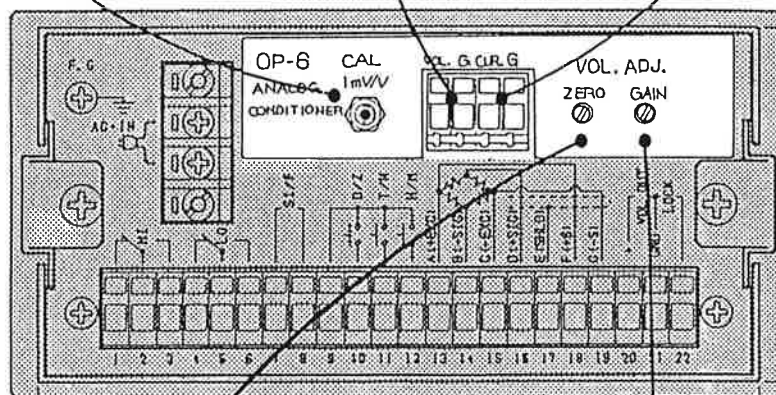 F.G
OP-6 CAL VOL. G CUR. G VOL. ADJ.
ANALOG 1mV/V ZERO GAIN
CONDITIONER
AC-IN
HI
LO
SI/F
D/Z
T/N
H/M
A(+EXC)
B(-SIG)
C(-EXC)
D(+SIG)
E(SHLD)
F(+S)
G(-S)
VOL OUT
LOCK
1 2 3 4 5 6 7 8 9 10 11 12 13 14 15 16 17 18 19 20 21 22